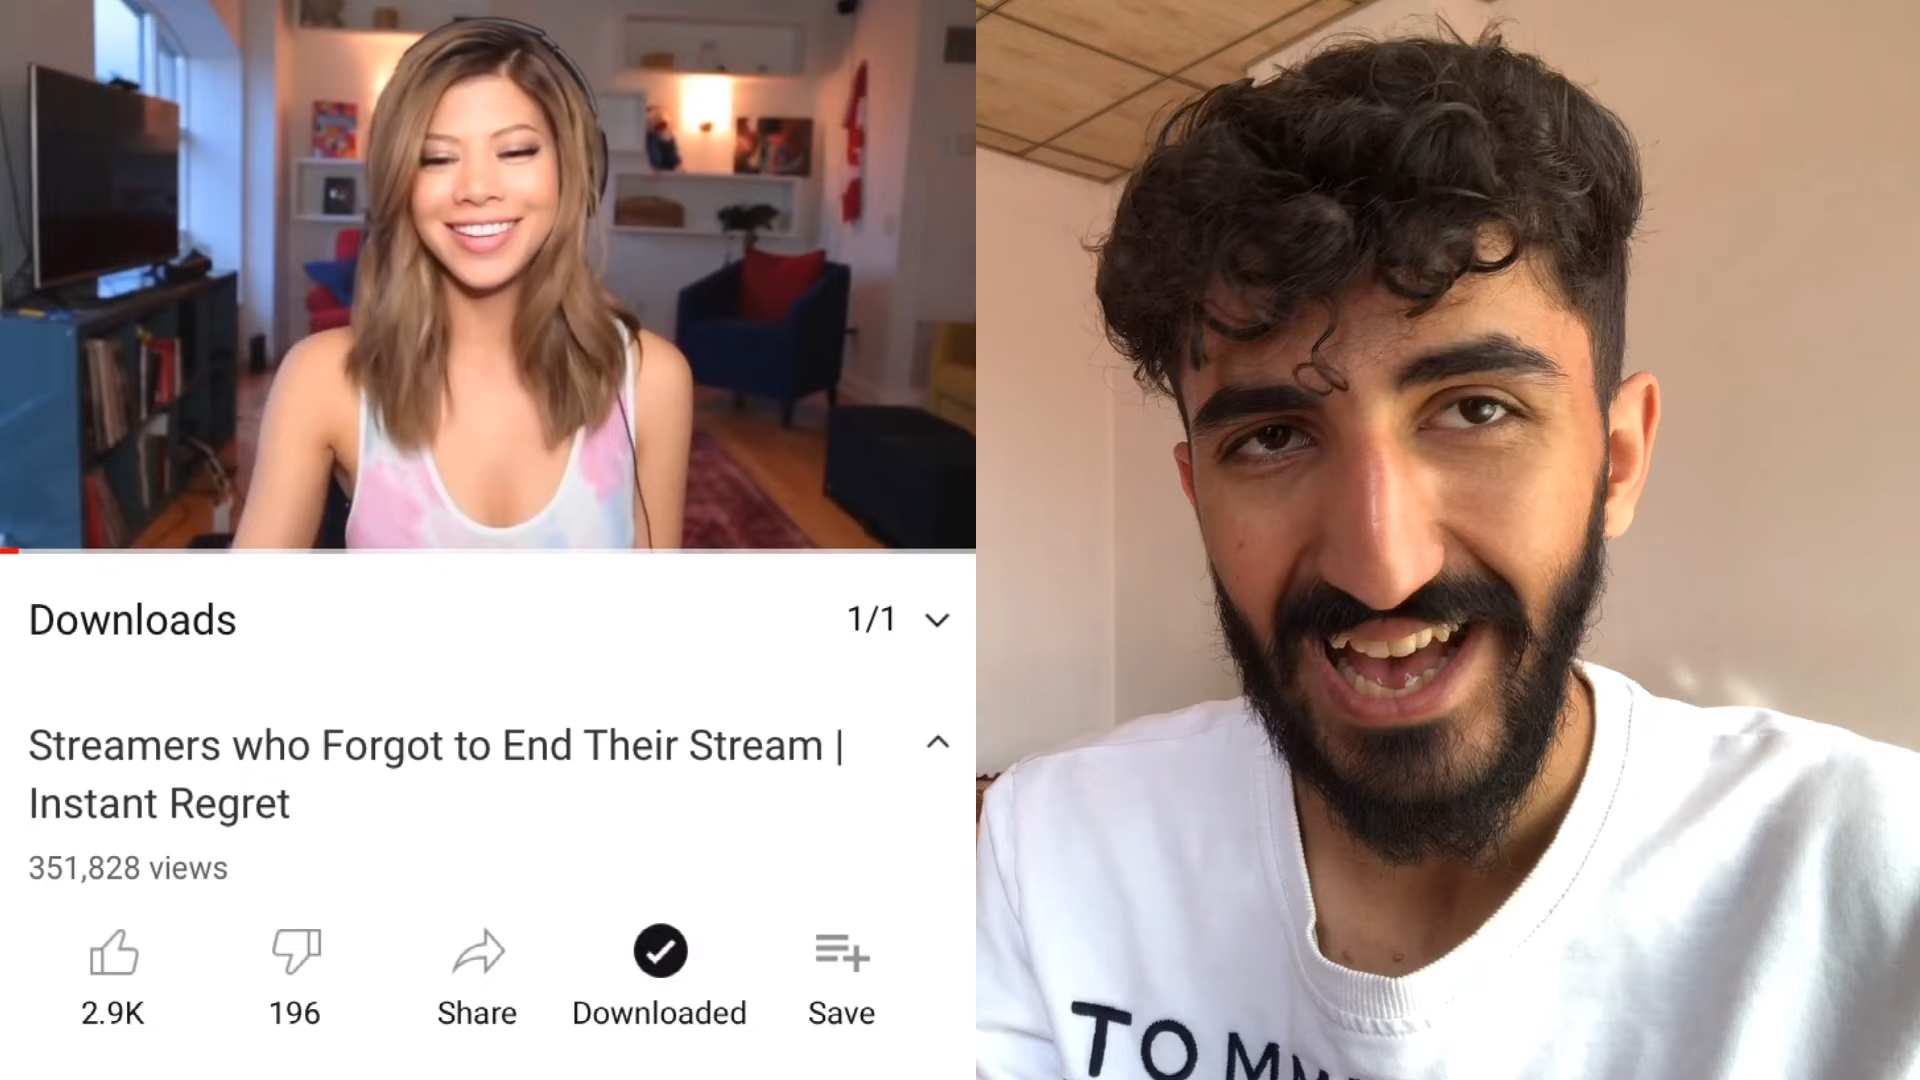 Downloads
1/1
Streamers who Forgot to End Their Stream |
Instant Regret
351,828 views
2.9K
196
Share
Downloaded
Save